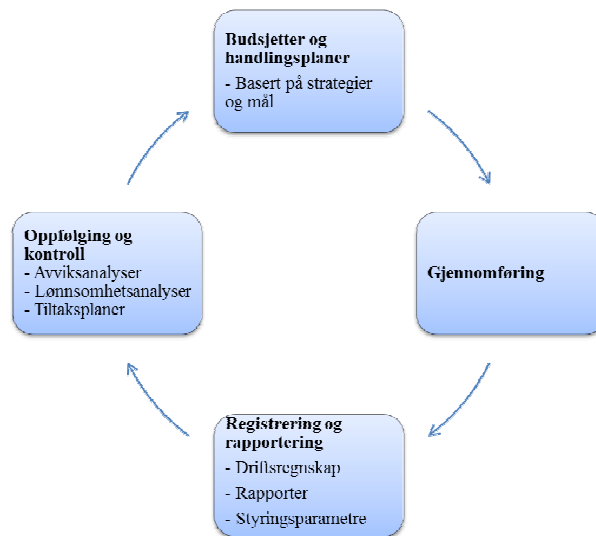 Budsjetter og
handlingsplaner
- Basert på strategier
og mål
Gjennomføring
Registrering og
rapportering
- Driftsregnskap
- Rapporter
- Styringsparametre
Oppfølging og
kontroll
- Avviksanalyser
- Lønnsomhetsanalyser
- Tiltaksplaner